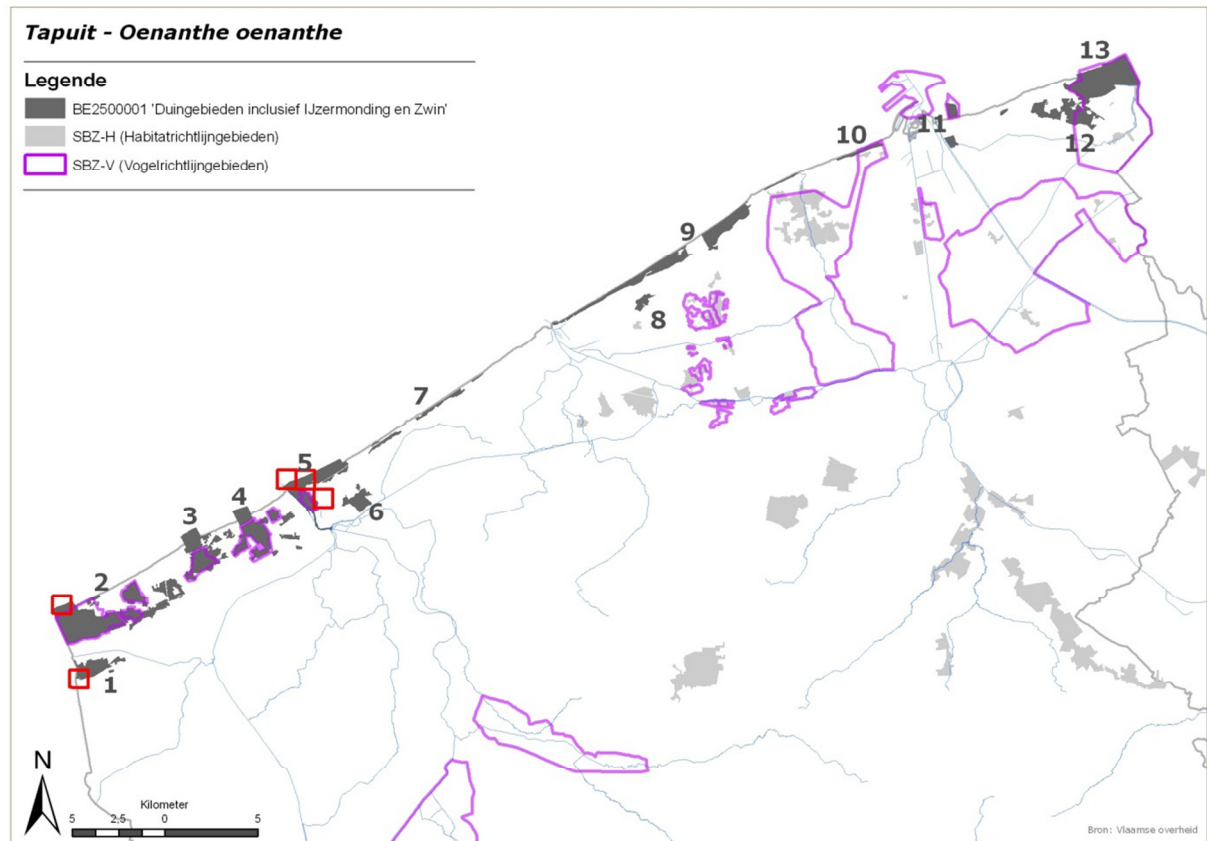 Tapuit - Oenanthe oenanthe
Legende
BE2500001 'Duingebieden inclusief IJzermonding en Zwin'
SBZ-H (Habitatrichtlijngebieden)
SBZ-V (Vogelrichtlijngebieden)
13
12
11
10
9
8
7
5
6
4
3
2
1
N
Kilometer
5 2,5 0 5
Bron: Vlaamse overheid